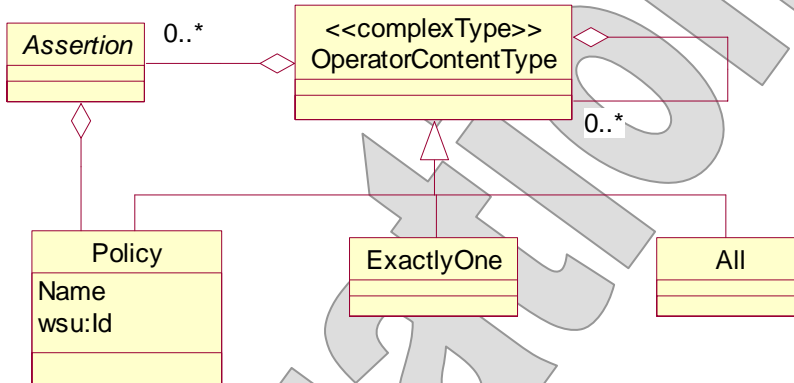 Assertion
0..*
<<complexType>>
OperatorContentType
0..*
Policy
Name
wsu:Id
ExactlyOne
All